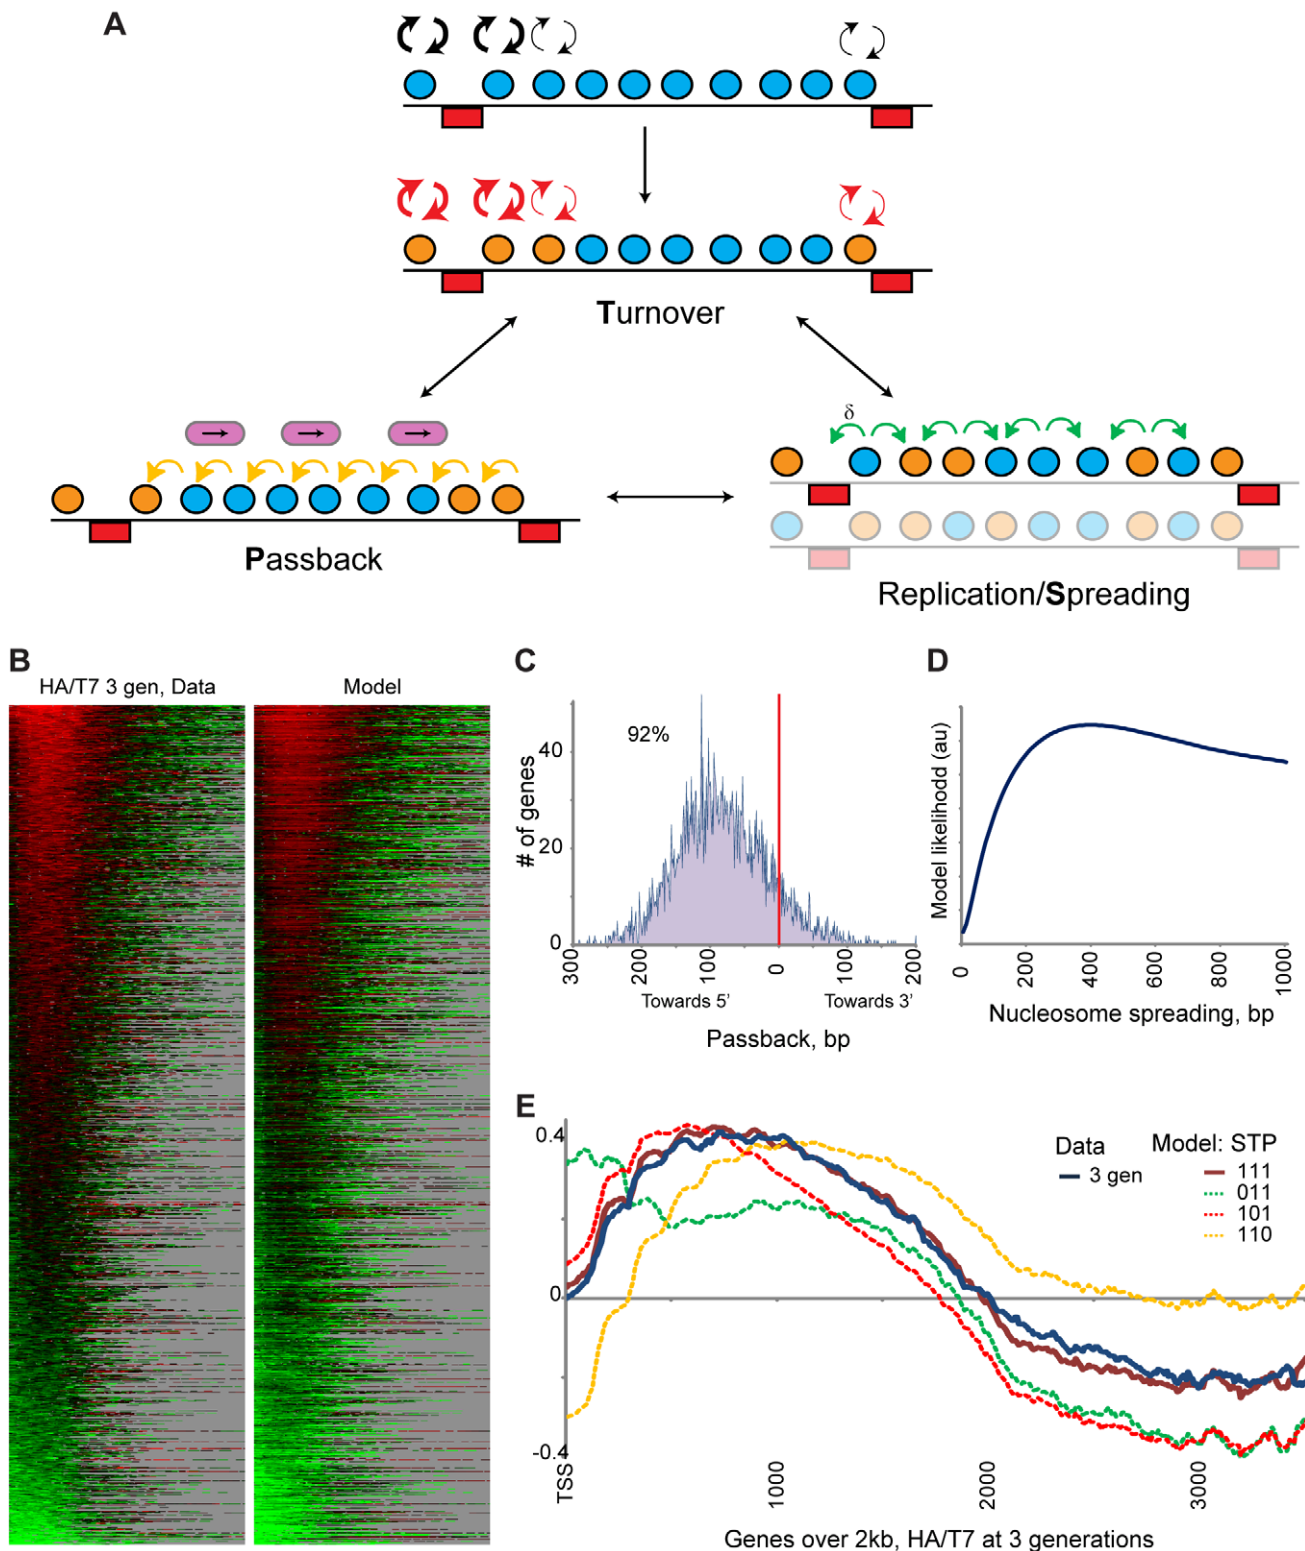 A
Turnover
δ
Passback
Replication/Spreading
B
HA/T7 3 gen, Data
Model
C
92%
# of genes
40
20
0
300
200
100
0
100
200
Towards 5'
Towards 3'
Passback, bp
D
Model likelihodd (au)
0
200
400
600
800
1000
Nucleosome spreading, bp
E
0.4
0
-0.4
Data
3 gen
Model: STP
111
011
101
110
TSS
1000
2000
3000
Genes over 2kb, HA/T7 at 3 generations